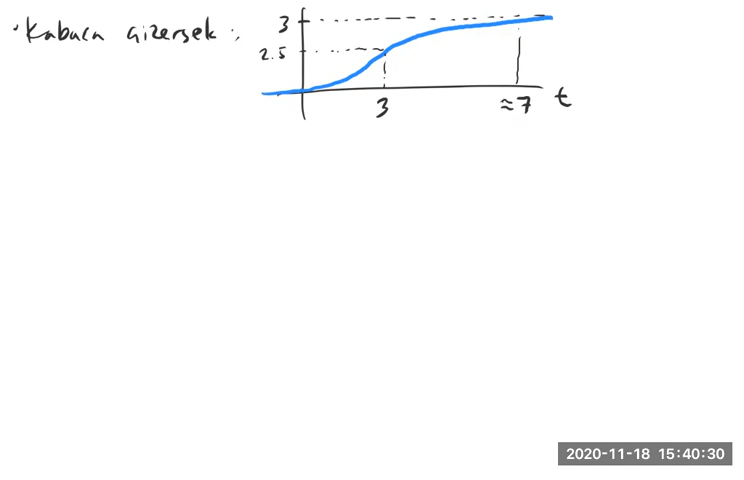 · Kabaca çizersek :
3
2.5
3
≈7
t
2020-11-18 15:40:30